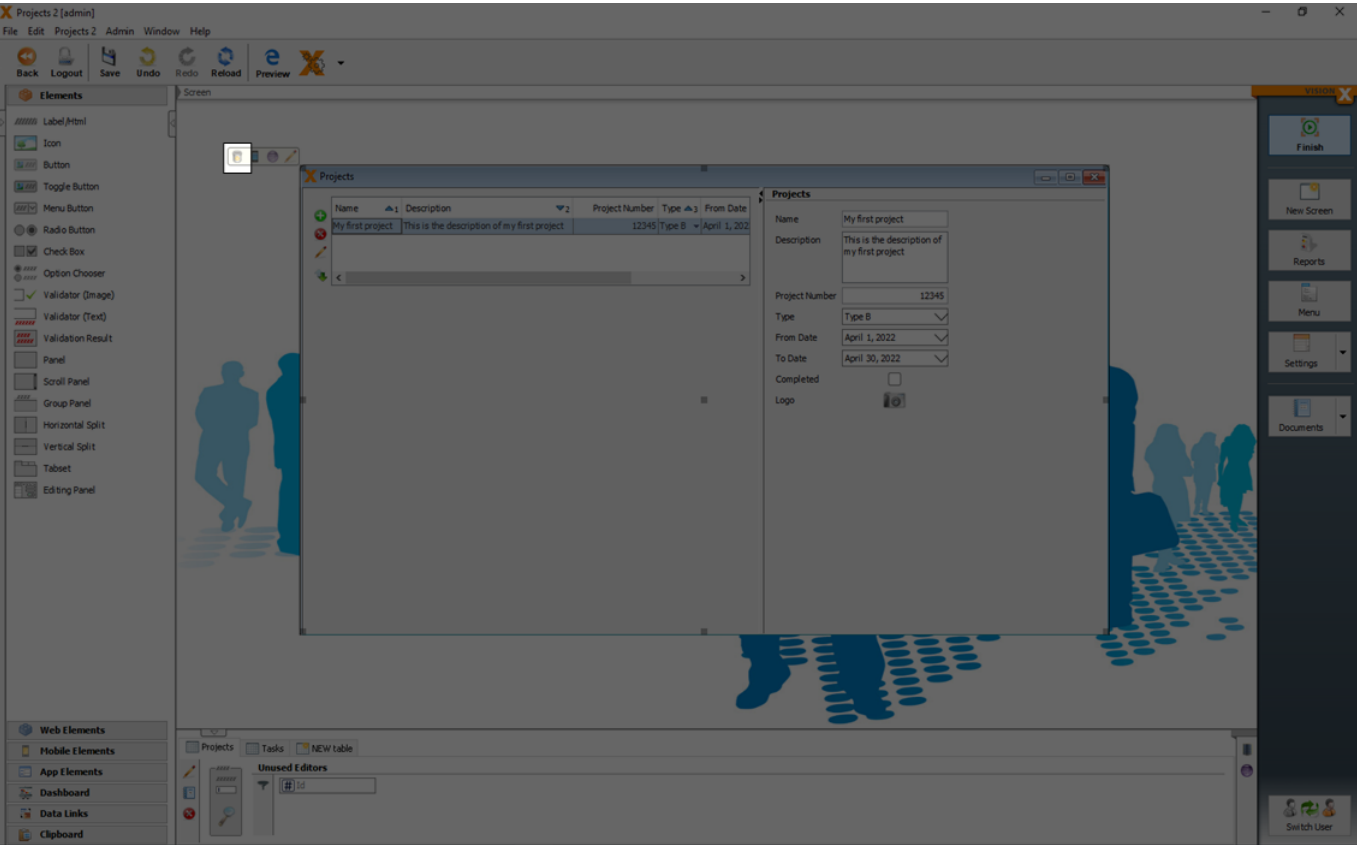 Projects 2 [admin]
File Edit Projects 2 Admin Window Help
Back Logout Save Undo Redo Reload Preview
Elements
Screen
VISION X
Label/Html
Icon
Button
Toggle Button
Menu Button
Radio Button
Check Box
Option Chooser
Validator (Image)
Validator (Text)
Validation Result
Panel
Scroll Panel
Group Panel
Horizontal Split
Vertical Split
Tabset
Editing Panel
Web Elements
Mobile Elements
App Elements
Dashboard
Data Links
Clipboard
Projects
Name 1 Description 2 Project Number Type 3 From Date
My first project This is the description of my first project 12345 Type B April 1, 202
Projects
Name My first project
Description This is the description of
my first project
Project Number 12345
Type Type B
From Date April 1, 2022
To Date April 30, 2022
Completed
Logo
Projects Tasks NEW table
Unused Editors
# Id
Finish
New Screen
Reports
Menu
Settings
Documents
Switch User